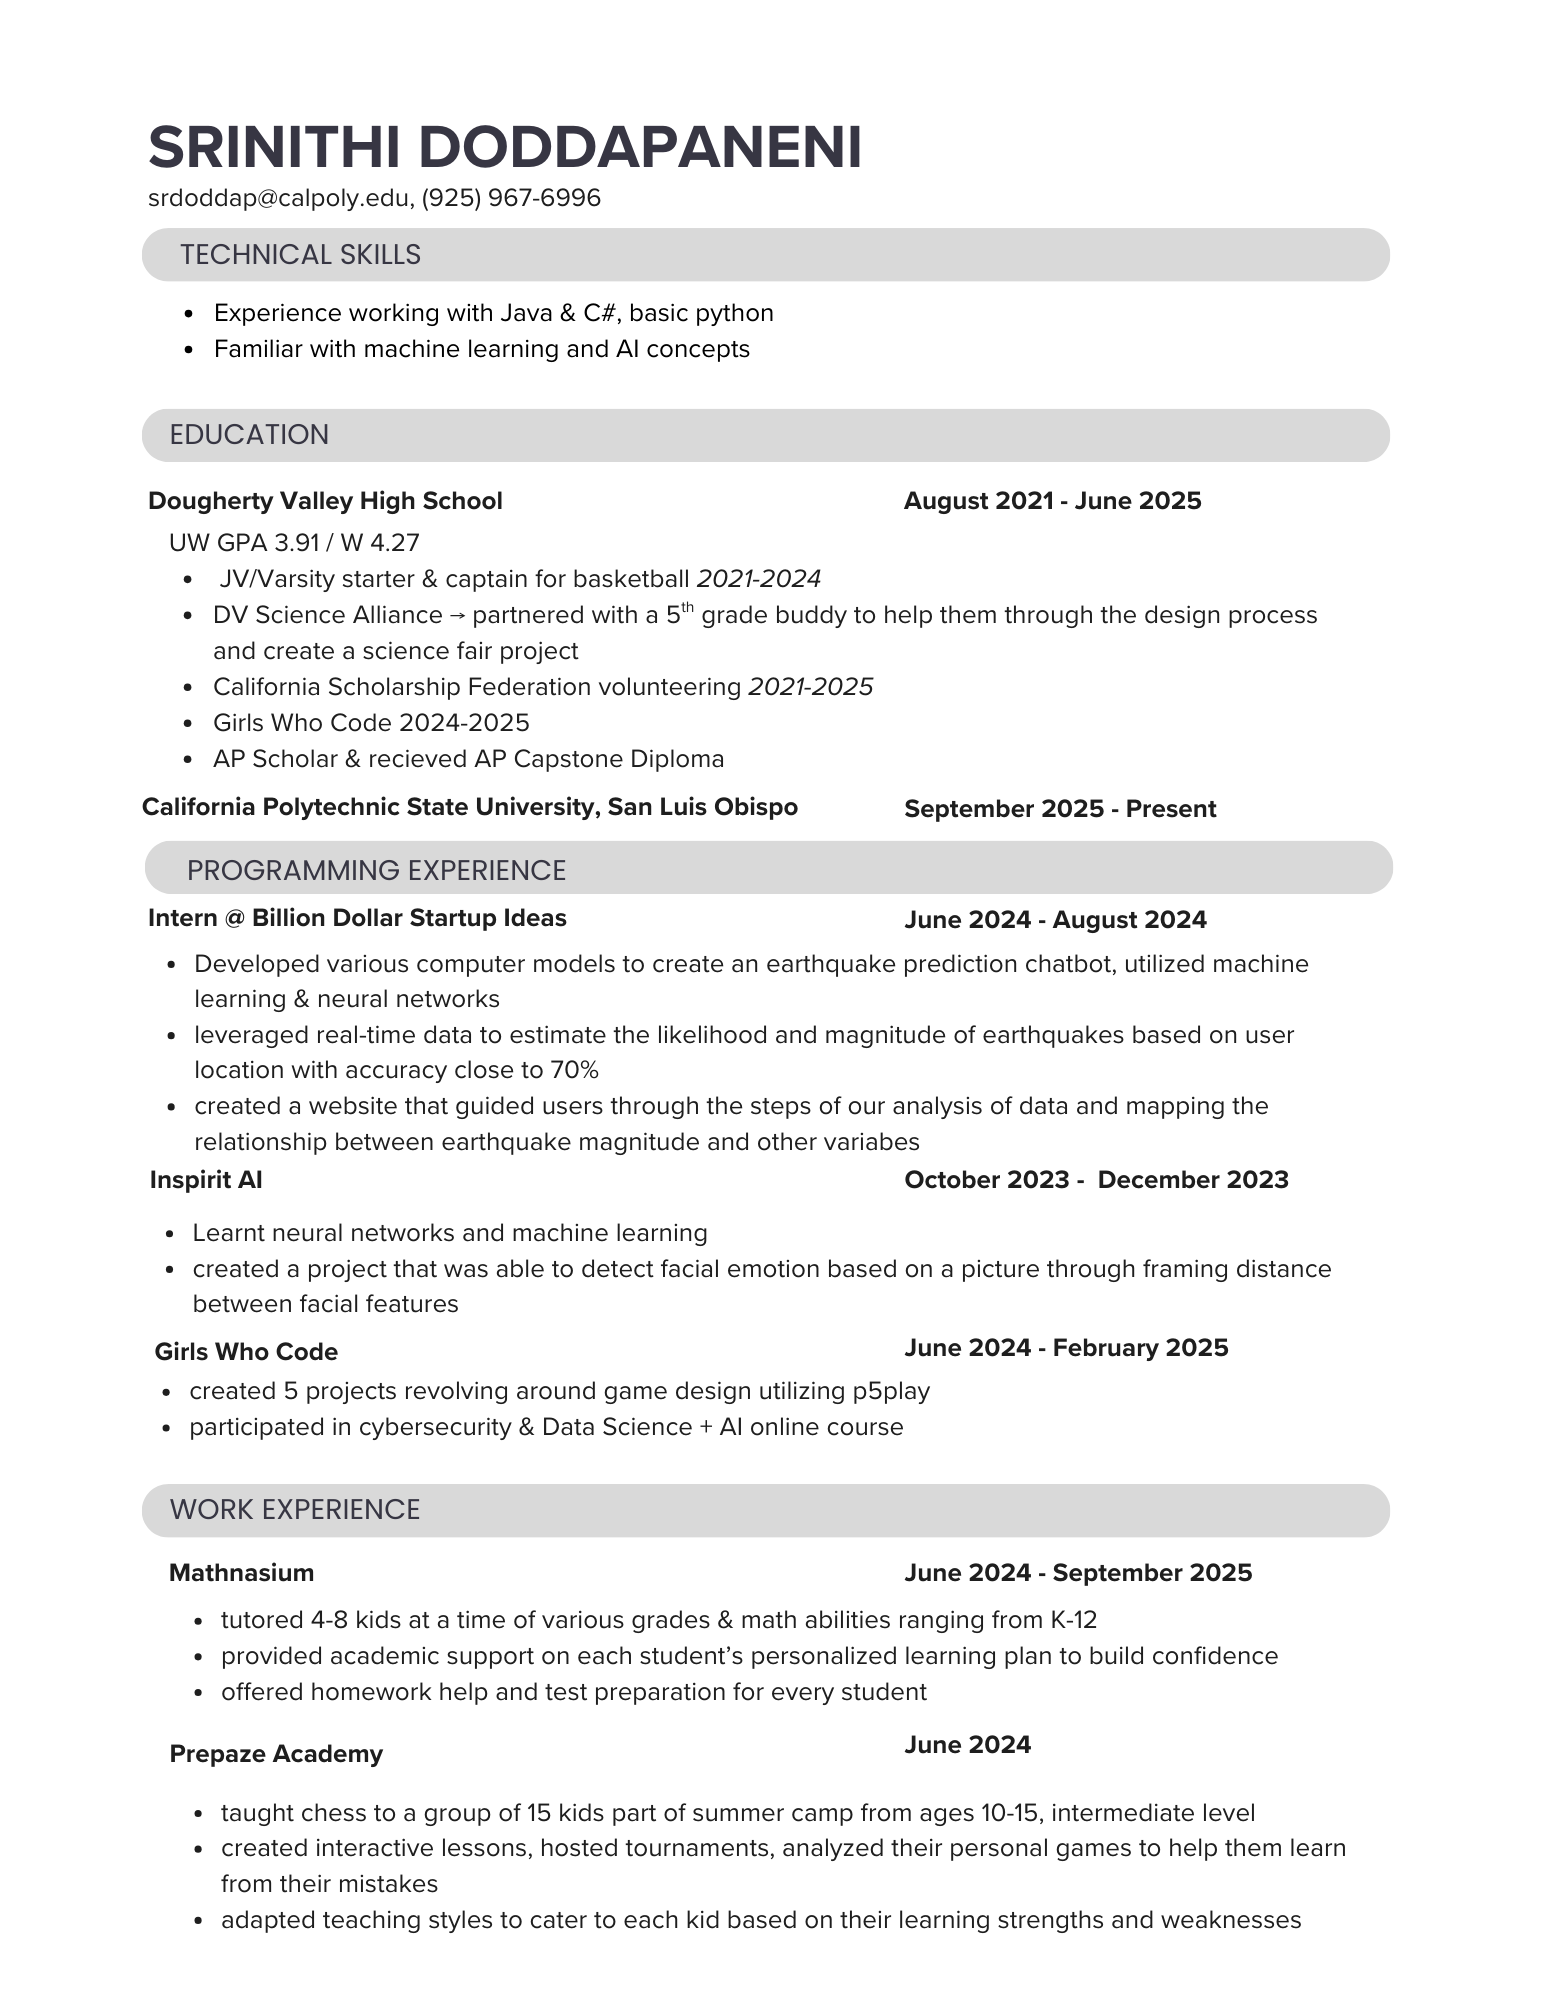 SRINITHI DODDAPANENI
srdoddap@calpoly.edu, (925) 967-6996
TECHNICAL SKILLS
• Experience working with Java & C#, basic python
• Familiar with machine learning and AI concepts
EDUCATION
Dougherty Valley High School August 2021 - June 2025
UW GPA 3.91 / W 4.27
• JV/Varsity starter & captain for basketball 2021-2024
• DV Science Alliance → partnered with a 5th grade buddy to help them through the design process
and create a science fair project
• California Scholarship Federation volunteering 2021-2025
• Girls Who Code 2024-2025
• AP Scholar & recieved AP Capstone Diploma
California Polytechnic State University, San Luis Obispo September 2025 - Present
PROGRAMMING EXPERIENCE
Intern @ Billion Dollar Startup Ideas June 2024 - August 2024
• Developed various computer models to create an earthquake prediction chatbot, utilized machine
learning & neural networks
• leveraged real-time data to estimate the likelihood and magnitude of earthquakes based on user
location with accuracy close to 70%
• created a website that guided users through the steps of our analysis of data and mapping the
relationship between earthquake magnitude and other variabes
Inspirit AI October 2023 - December 2023
• Learnt neural networks and machine learning
• created a project that was able to detect facial emotion based on a picture through framing distance
between facial features
Girls Who Code June 2024 - February 2025
• created 5 projects revolving around game design utilizing p5play
• participated in cybersecurity & Data Science + AI online course
WORK EXPERIENCE
Mathnasium June 2024 - September 2025
• tutored 4-8 kids at a time of various grades & math abilities ranging from K-12
• provided academic support on each student's personalized learning plan to build confidence
• offered homework help and test preparation for every student
Prepaze Academy June 2024
• taught chess to a group of 15 kids part of summer camp from ages 10-15, intermediate level
• created interactive lessons, hosted tournaments, analyzed their personal games to help them learn
from their mistakes
• adapted teaching styles to cater to each kid based on their learning strengths and weaknesses